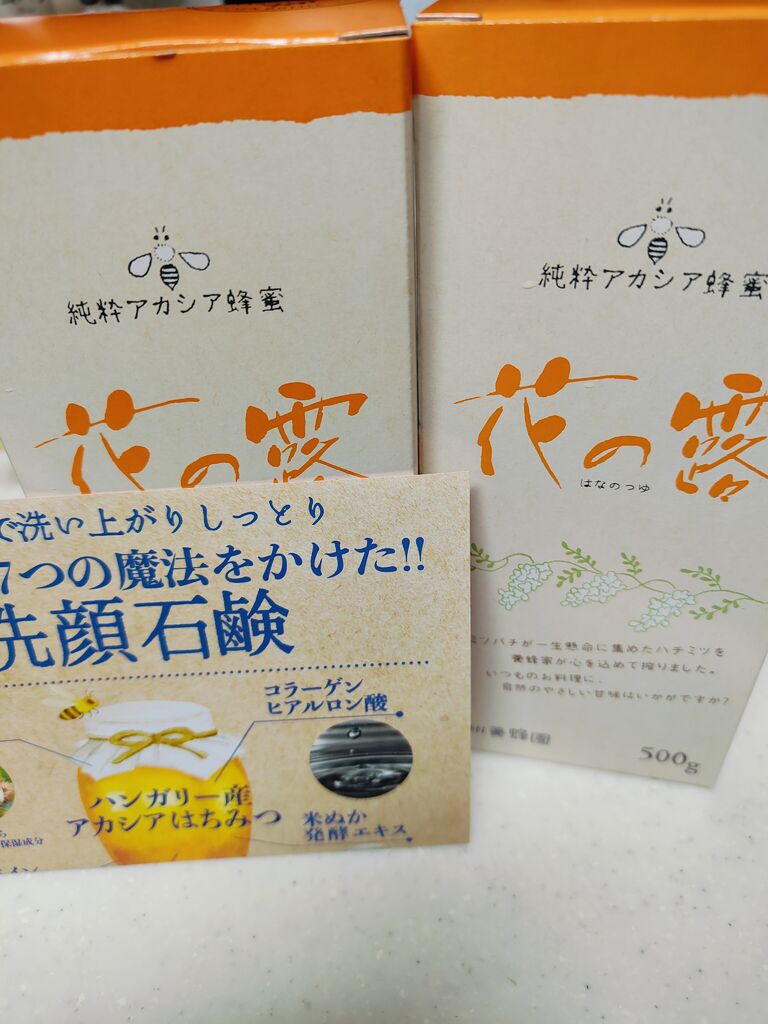 純粋アカシア蜂蜜
花の露
純粋アカシア蜂蜜
花の露
はなのつゆ
ミツバチが一生懸命に集めたハチミツを
養蜂家が心を込めて搾りました。
いつものお料理に、
自然のやさしい甘味はいかがですか?
養蜂園
500g
で洗い上がりしっとり
7つの魔法をかけた!!
洗顔石鹸
コラーゲン
ヒアルロン酸
ハンガリー産
アカシアはちみつ
米ぬか
発酵エキス
保湿成分